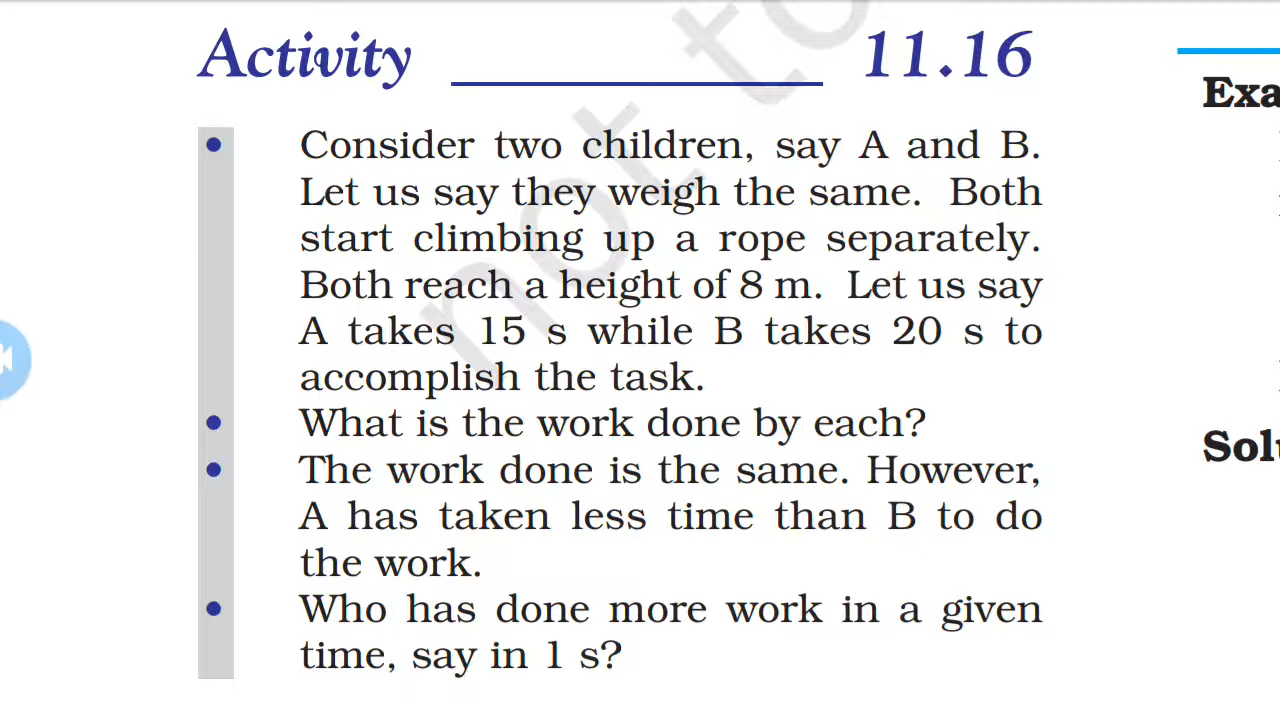 Activity 11.16
• Consider two children, say A and B.
Let us say they weigh the same. Both
start climbing up a rope separately.
Both reach a height of 8 m. Let us say
A takes 15 s while B takes 20 s to
accomplish the task.
• What is the work done by each?
• The work done is the same. However,
A has taken less time than B to do
the work.
• Who has done more work in a given
time, say in 1 s?
not to
Exa
Solu